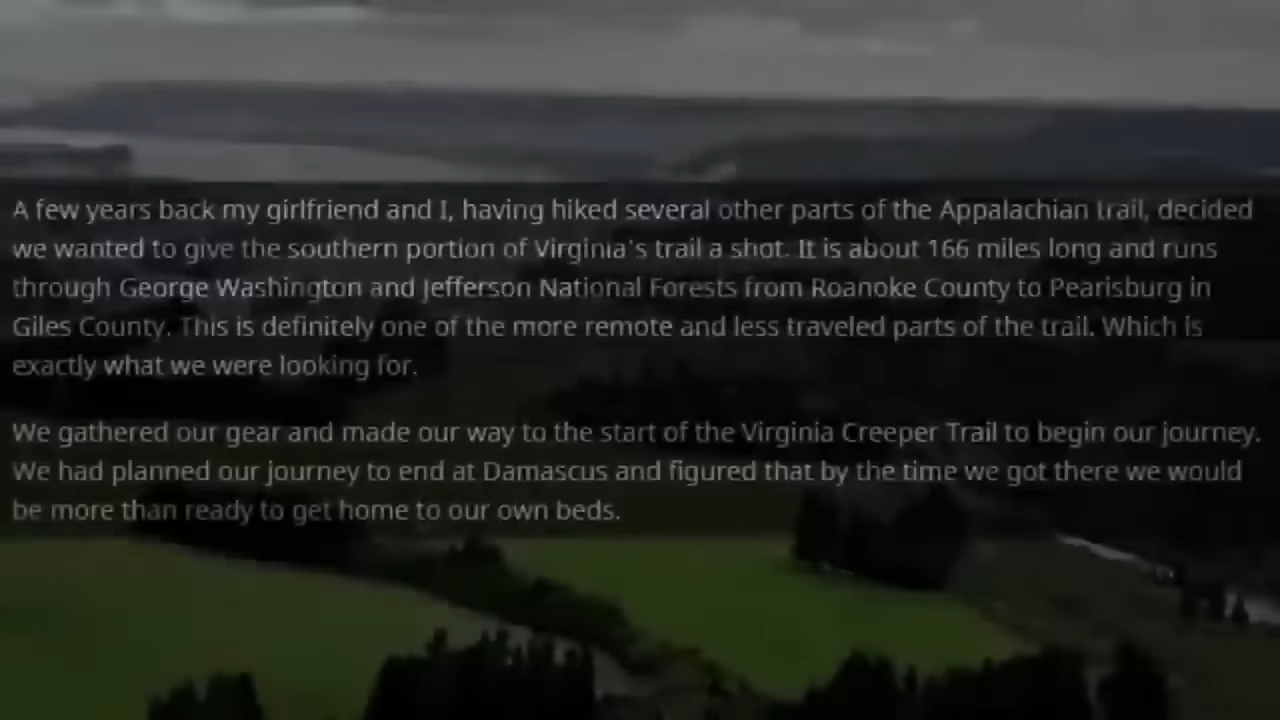 A few years back my girlfriend and I, having hiked several other parts of the Appalachian trail, decided
we wanted to give the southern portion of Virginia's trail a shot. It is about 166 miles long and runs
through George Washington and Jefferson National Forests from Roanoke County to Pearisburg in
Giles County. This is definitely one of the more remote and less traveled parts of the trail. Which is
exactly what we were looking for.
We gathered our gear and made our way to the start of the Virginia Creeper Trail to begin our journey.
We had planned our journey to end at Damascus and figured that by the time we got there we would
be more than ready to get home to our own beds.